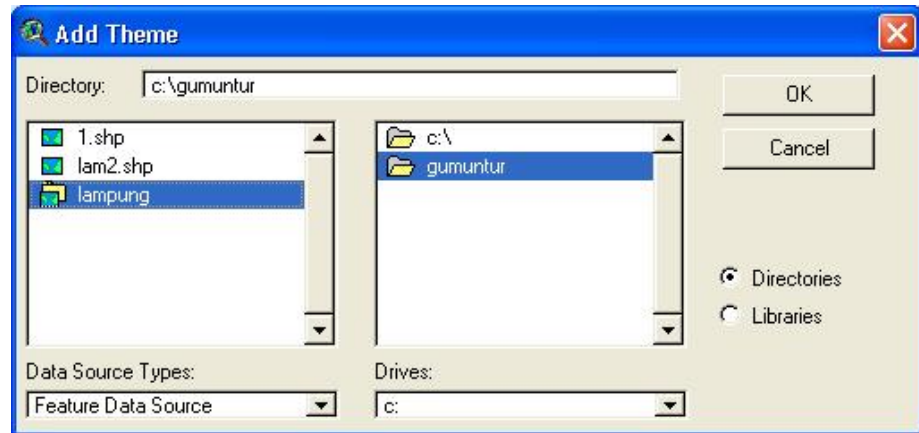 Add Theme
Directory: c:\gumuntur
OK
Cancel
1.shp
lam2.shp
lampung
c:\
gumuntur
Directories
Libraries
Data Source Types:
Feature Data Source
Drives:
c: